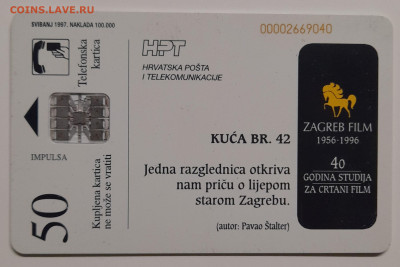 COINS.LAVE.RU
SVIBANJ 1997. NAKLADA 100.000
00002669040
Telefonska
kartica
HPT
HRVATSKA POŠTA
I TELEKOMUNIKACIJE
IMPULSA
50
Kupljena kartica
ne može se vratiti
KUĆA BR. 42
Jedna razglednica otkriva
nam priču o lijepom
starom Zagrebu.
(autor: Pavao Štalter)
ZAGREB FILM
1956-1996
40
GODINA STUDIJA
ZA CRTANI FILM